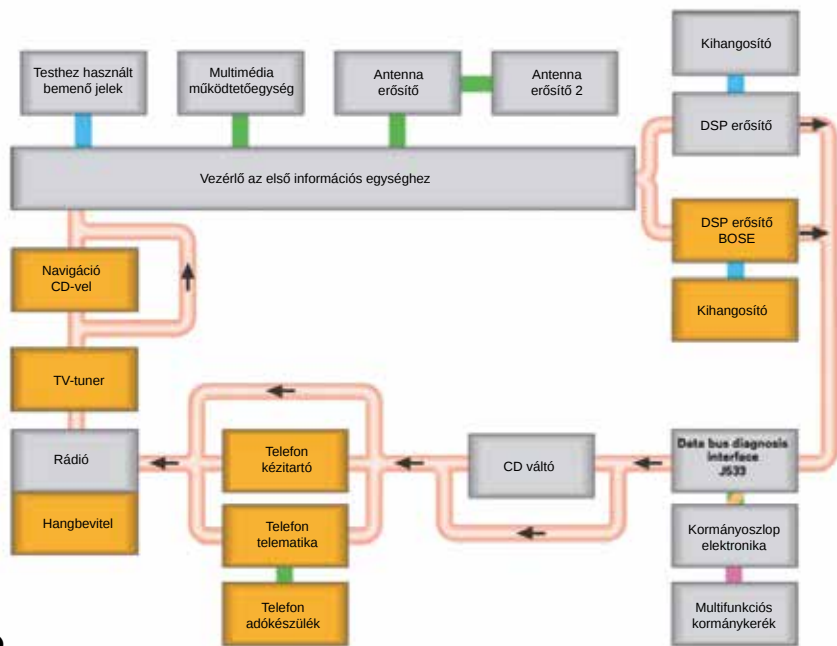 Testhez használt
bemenő jelek
Multimédia
működtetőegység
Antenna
erősítő
Antenna
erősítő 2
Kihangosító
DSP erősítő
Vezérlő az első információs egységhez
DSP erősítő
BOSE
Kihangosító
Navigáció
CD-vel
TV-tuner
Rádió
Hangbevitel
Telefon
kézitartó
Telefon
telematika
Telefon
adókészülék
CD váltó
Data bus diagnosis
interface
J533
Kormányoszlop
elektronika
Multifunkciós
kormánykerék